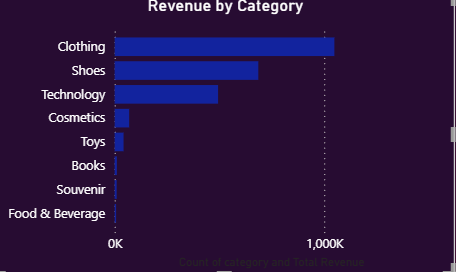 Revenue by Category
Clothing
Shoes
Technology
Cosmetics
Toys
Books
Souvenir
Food & Beverage
0K
1,000K
Count of category and Total Revenue